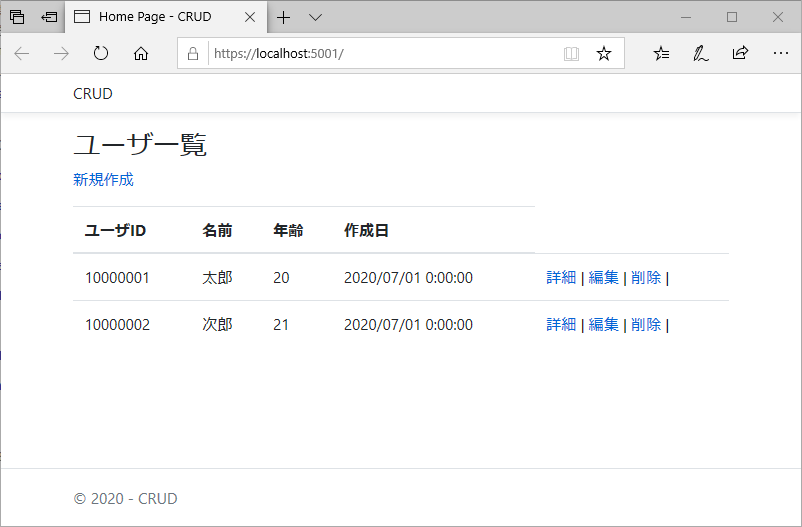 Home Page - CRUD
https://localhost:5001/
CRUD
ユーザ一覧
新規作成
ユーザID 名前 年齢 作成日
10000001 太郎 20 2020/07/01 0:00:00 詳細 | 編集 | 削除 |
10000002 次郎 21 2020/07/01 0:00:00 詳細 | 編集 | 削除 |
© 2020 - CRUD